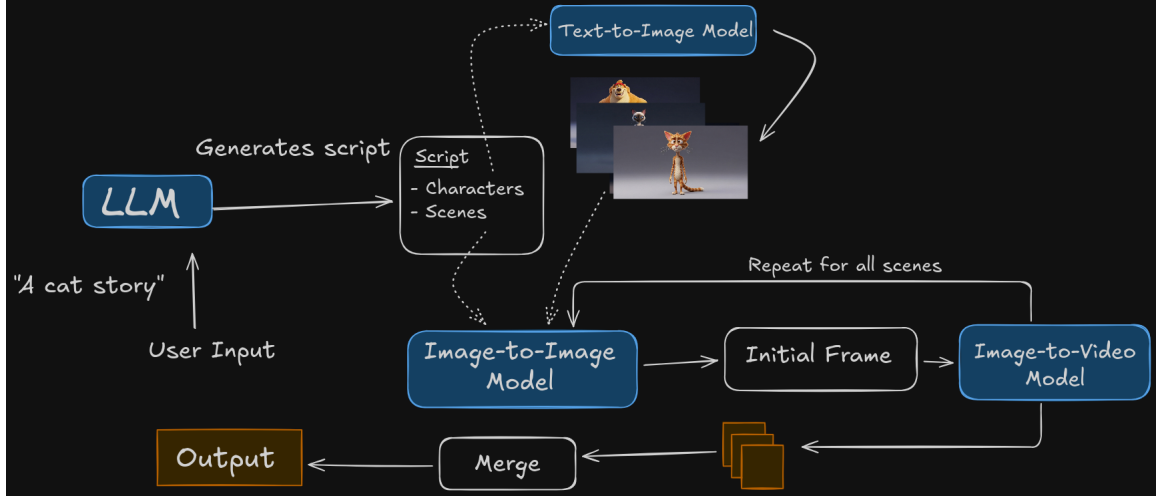 Text-to-Image Model
Generates script
Script
- Characters
- Scenes
LLM
"A cat story"
User Input
Repeat for all scenes
Image-to-Image
Model
Initial Frame
Image-to-Video
Model
Output
Merge